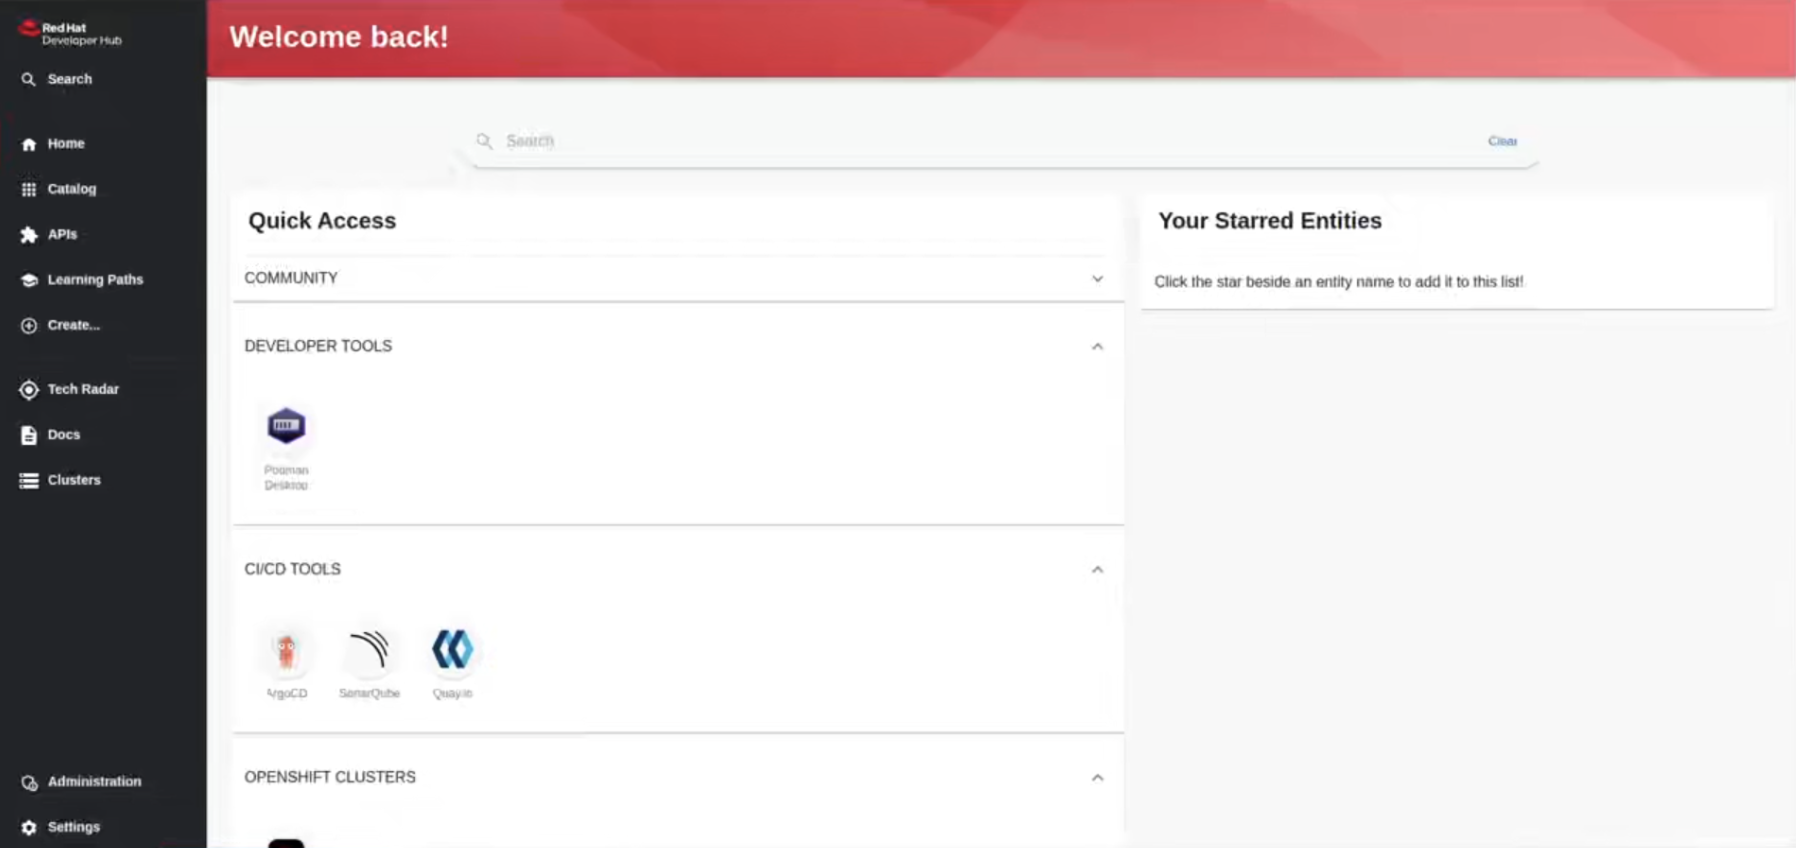 Red Hat
Developer Hub
Search
Home
Catalog
APIs
Learning Paths
Create...
Tech Radar
Docs
Clusters
Administration
Settings
Welcome back!
Search
Clear
Quick Access
COMMUNITY
DEVELOPER TOOLS
Podman
Desktop
CI/CD TOOLS
ArgoCD
SonarQube
Quay.io
OPENSHIFT CLUSTERS
Your Starred Entities
Click the star beside an entity name to add it to this list!